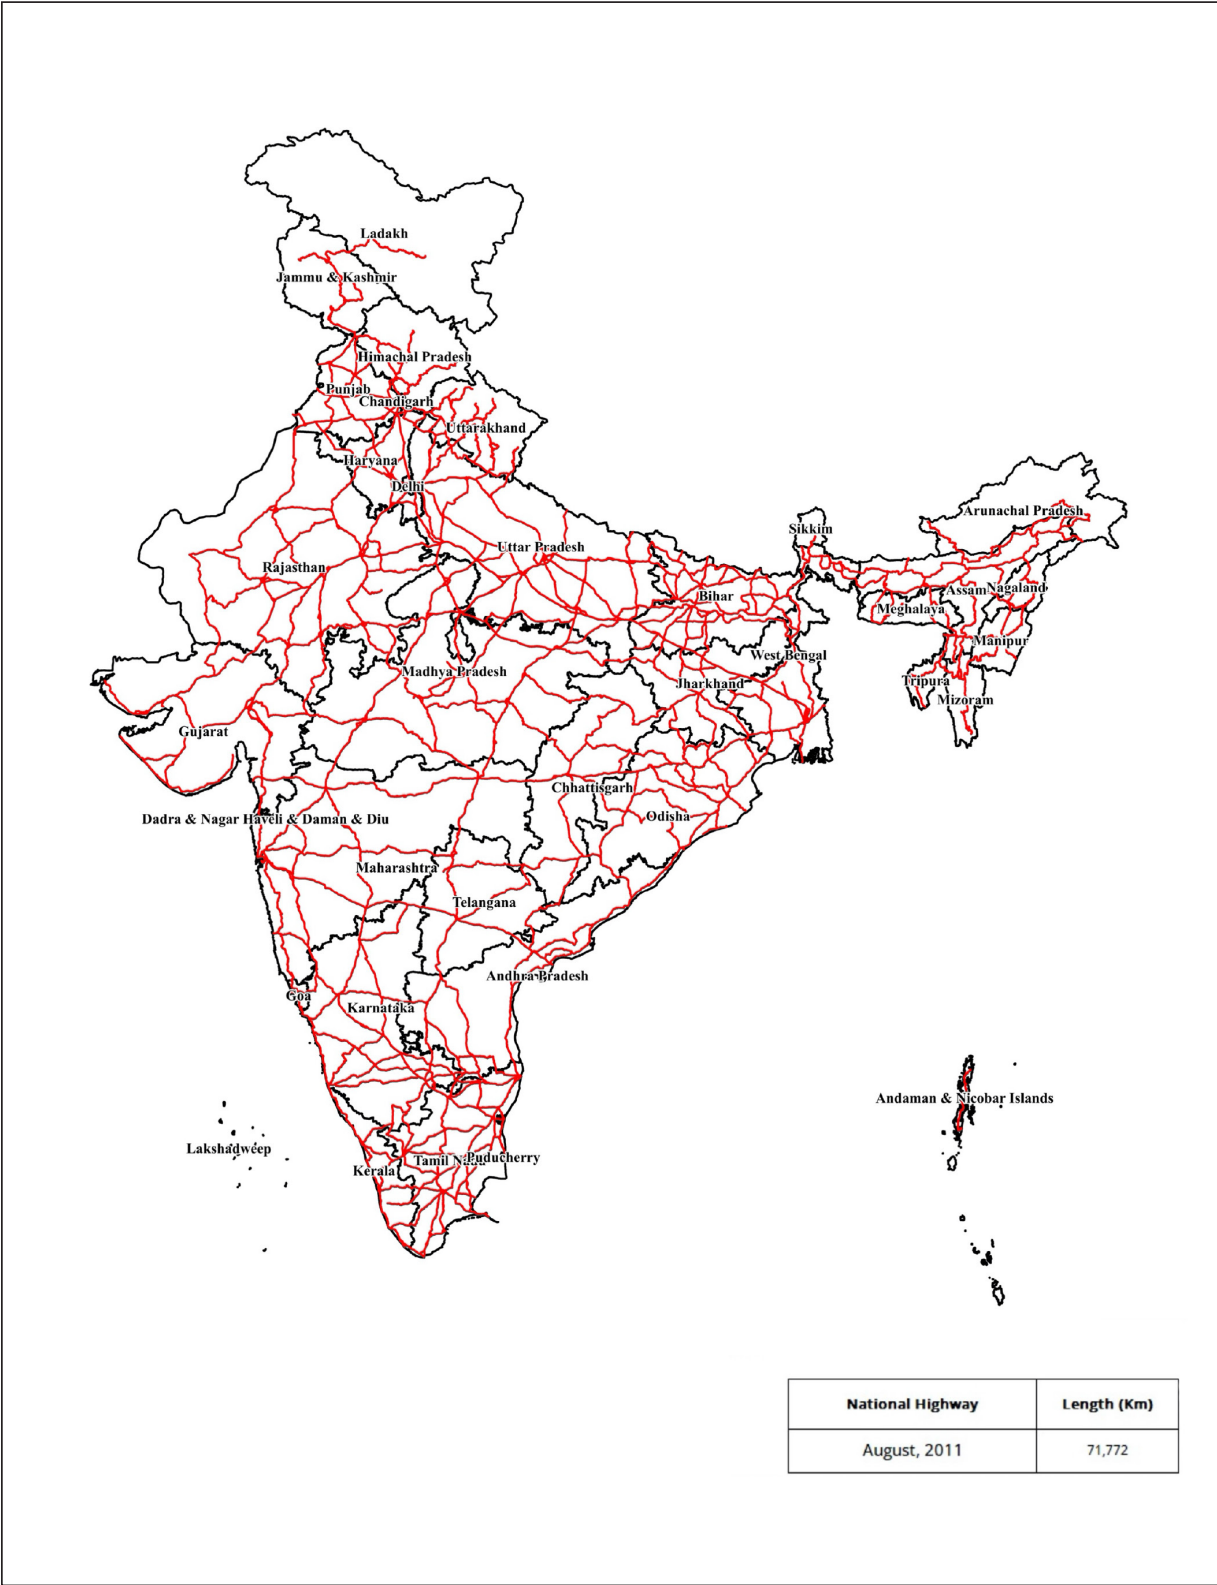 Ladakh
Jammu & Kashmir
Himachal Pradesh
Punjab
Chandigarh
Uttarakhand
Haryana
Delhi
Arunachal Pradesh
Sikkim
Uttar Pradesh
Rajasthan
Bihar
Assam
Nagaland
Meghalaya
Manipur
West Bengal
Madhya Pradesh
Jharkhand
Tripura
Mizoram
Gujarat
Chhattisgarh
Odisha
Dadra & Nagar Haveli & Daman & Diu
Maharashtra
Telangana
Andhra Pradesh
Goa
Karnataka
Andaman & Nicobar Islands
Lakshadweep
Tamil Nadu
Puducherry
Kerala
National Highway Length (Km)
August, 2011 71,772